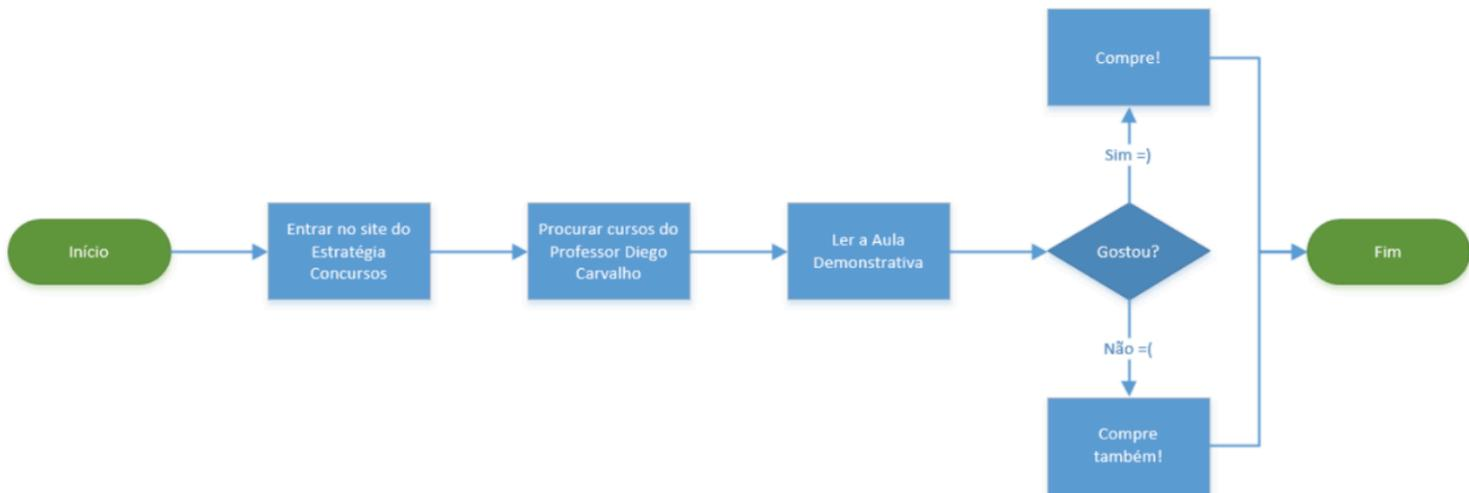 Início
Entrar no site do
Estratégia
Concursos
Procurar cursos do
Professor Diego
Carvalho
Ler a Aula
Demonstrativa
Gostou?
Sim =)
Compre!
Não =(
Compre
também!
Fim